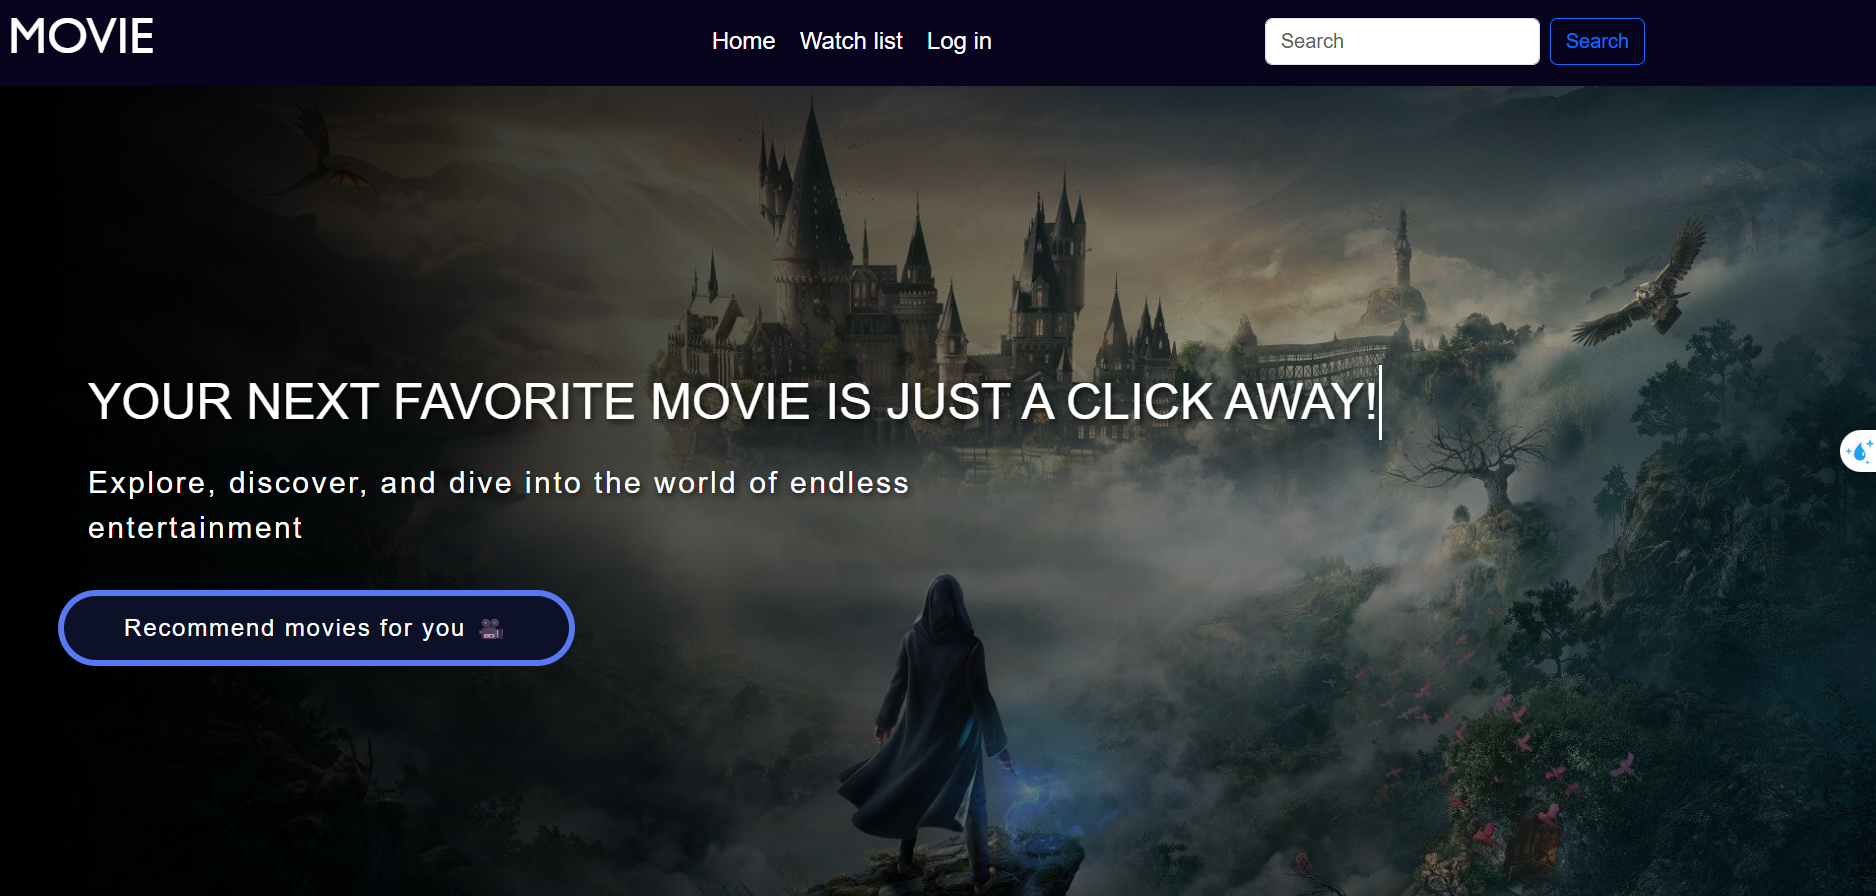 MOVIE
Home Watch list Log in
Search Search
YOUR NEXT FAVORITE MOVIE IS JUST A CLICK AWAY!
Explore, discover, and dive into the world of endless
entertainment
Recommend movies for you 🎥